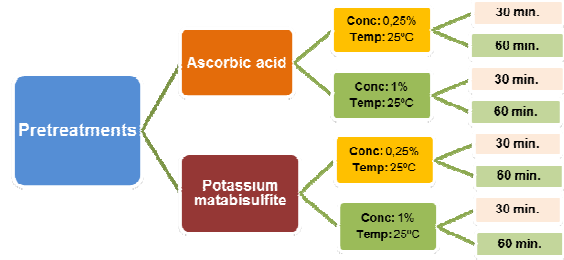 Pretreatments
Ascorbic acid
Conc: 0,25%
Temp: 25ºC
30 min.
60 min.
Conc: 1%
Temp: 25ºC
30 min.
60 min.
Potassium
matabisulfite
Conc: 0,25%
Temp: 25ºC
30 min.
60 min.
Conc: 1%
Temp: 25ºC
30 min.
60 min.